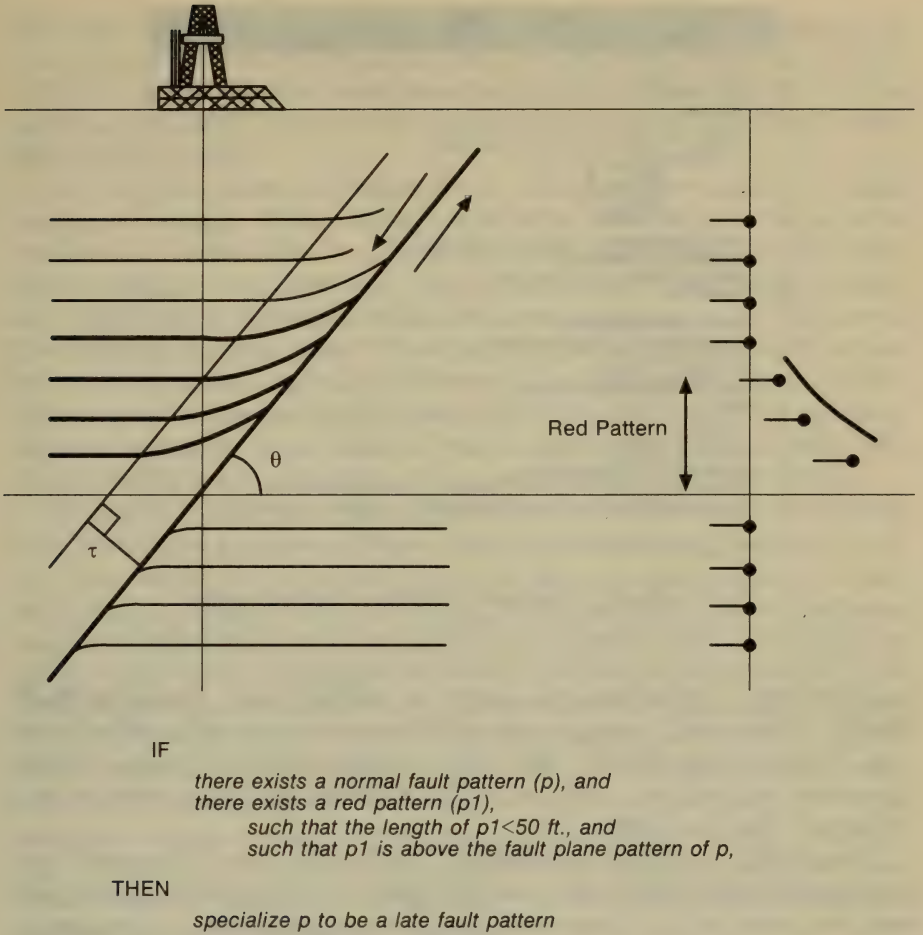 θ
Red Pattern
τ
IF
there exists a normal fault pattern (p), and
there exists a red pattern (p1),
such that the length of p1<50 ft., and
such that p1 is above the fault plane pattern of p,
THEN
specialize p to be a late fault pattern